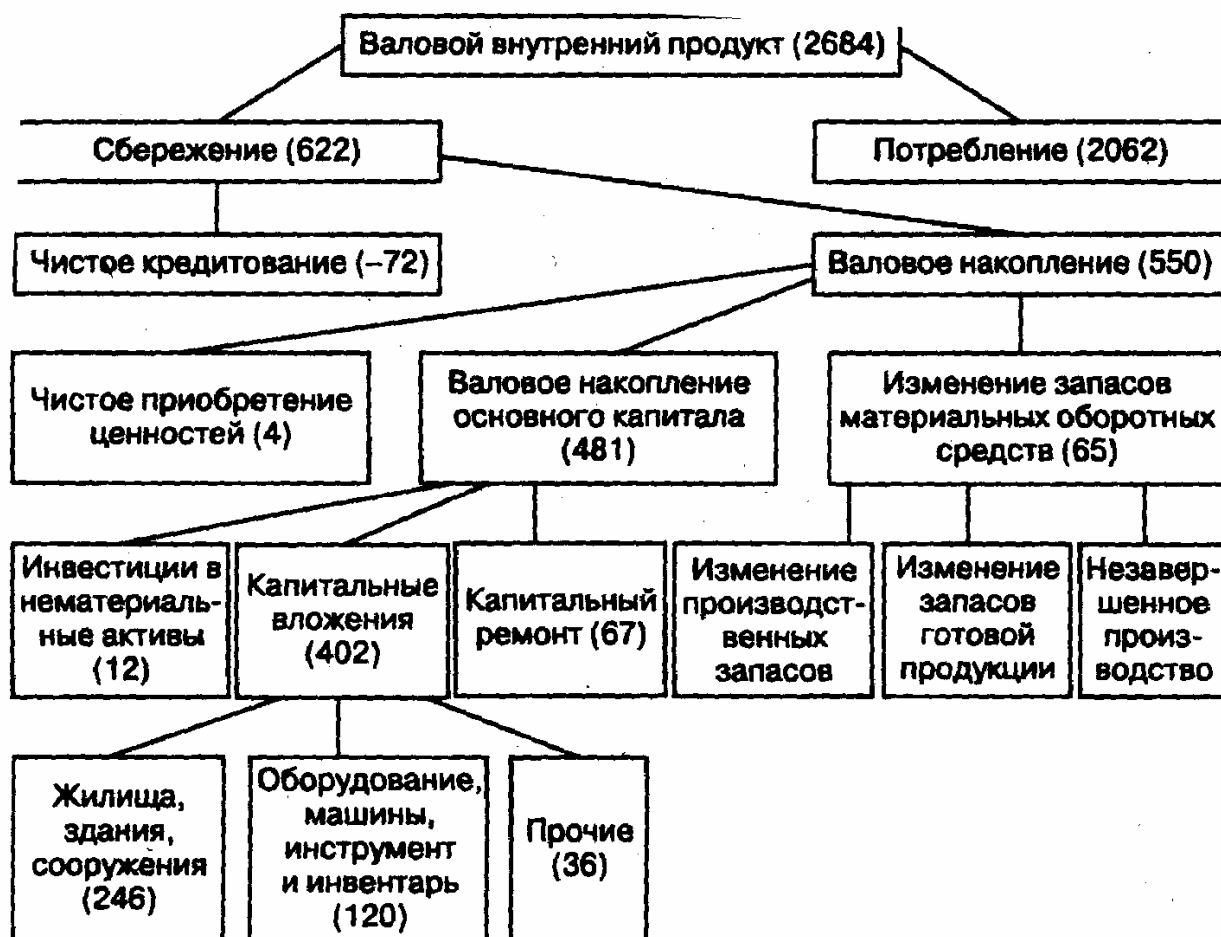 Валовой внутренний продукт (2684)
Сбережение (622)
Потребление (2062)
Чистое кредитование (–72)
Валовое накопление (550)
Чистое приобретение
ценностей (4)
Валовое накопление
основного капитала
(481)
Изменение запасов
материальных оборотных
средств (65)
Инвестиции в
нематериаль-
ные активы
(12)
Капитальные
вложения
(402)
Капитальный
ремонт (67)
Изменение
производст-
венных
запасов
Изменение
запасов
готовой
продукции
Незавер-
шенное
произ-
водство
Жилища,
здания,
сооружения
(246)
Оборудование,
машины,
инструмент
и инвентарь
(120)
Прочие
(36)